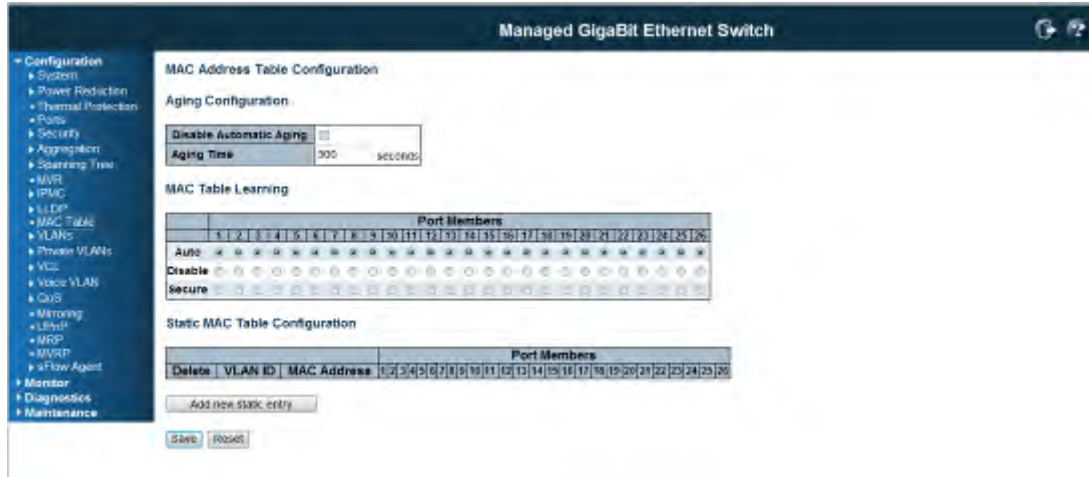 Managed GigaBit Ethernet Switch
Configuration
System
Power Reduction
Thermal Protection
Ports
Security
Aggregation
Spanning Tree
MVR
IPMC
LLDP
MAC Table
VLANs
Private VLANs
VCL
Voice VLAN
QoS
Mirroring
UPnP
MRP
MVRP
sFlow Agent
Monitor
Diagnostics
Maintenance
MAC Address Table Configuration
Aging Configuration
Disable Automatic Aging
Aging Time 300 seconds
MAC Table Learning
Port Members
1 2 3 4 5 6 7 8 9 10 11 12 13 14 15 16 17 18 19 20 21 22 23 24 25 26
Auto
Disable
Secure
Static MAC Table Configuration
Port Members
Delete VLAN ID MAC Address 1 2 3 4 5 6 7 8 9 10 11 12 13 14 15 16 17 18 19 20 21 22 23 24 25 26
Add new static entry
Save Reset